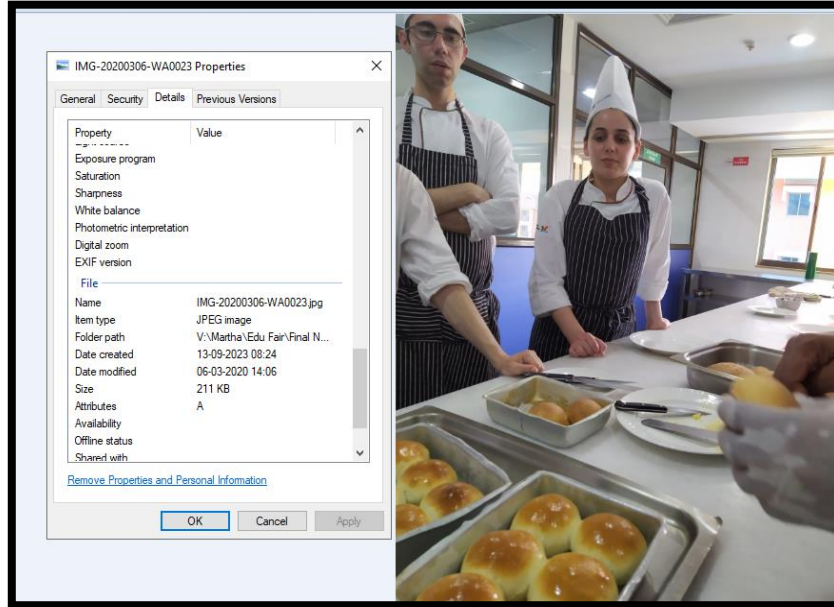 IMG-20200306-WA0023 Properties
General Security Details Previous Versions
Property Value
Exposure program
Saturation
Sharpness
White balance
Photometric interpretation
Digital zoom
EXIF version
File
Name IMG-20200306-WA0023.jpg
Item type JPEG image
Folder path V:\Martha\Edu Fair\Final N...
Date created 13-09-2023 08:24
Date modified 06-03-2020 14:06
Size 211 KB
Attributes A
Availability
Offline status
Shared with
Remove Properties and Personal Information
OK Cancel Apply